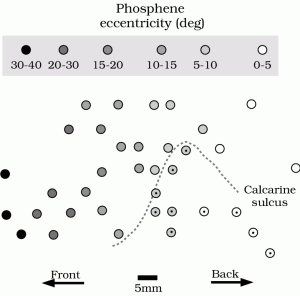 Phosphene
eccentricity (deg)
30-40 20-30 15-20 10-15 5-10 0-5
Calcarine
sulcus
Front Back
5mm